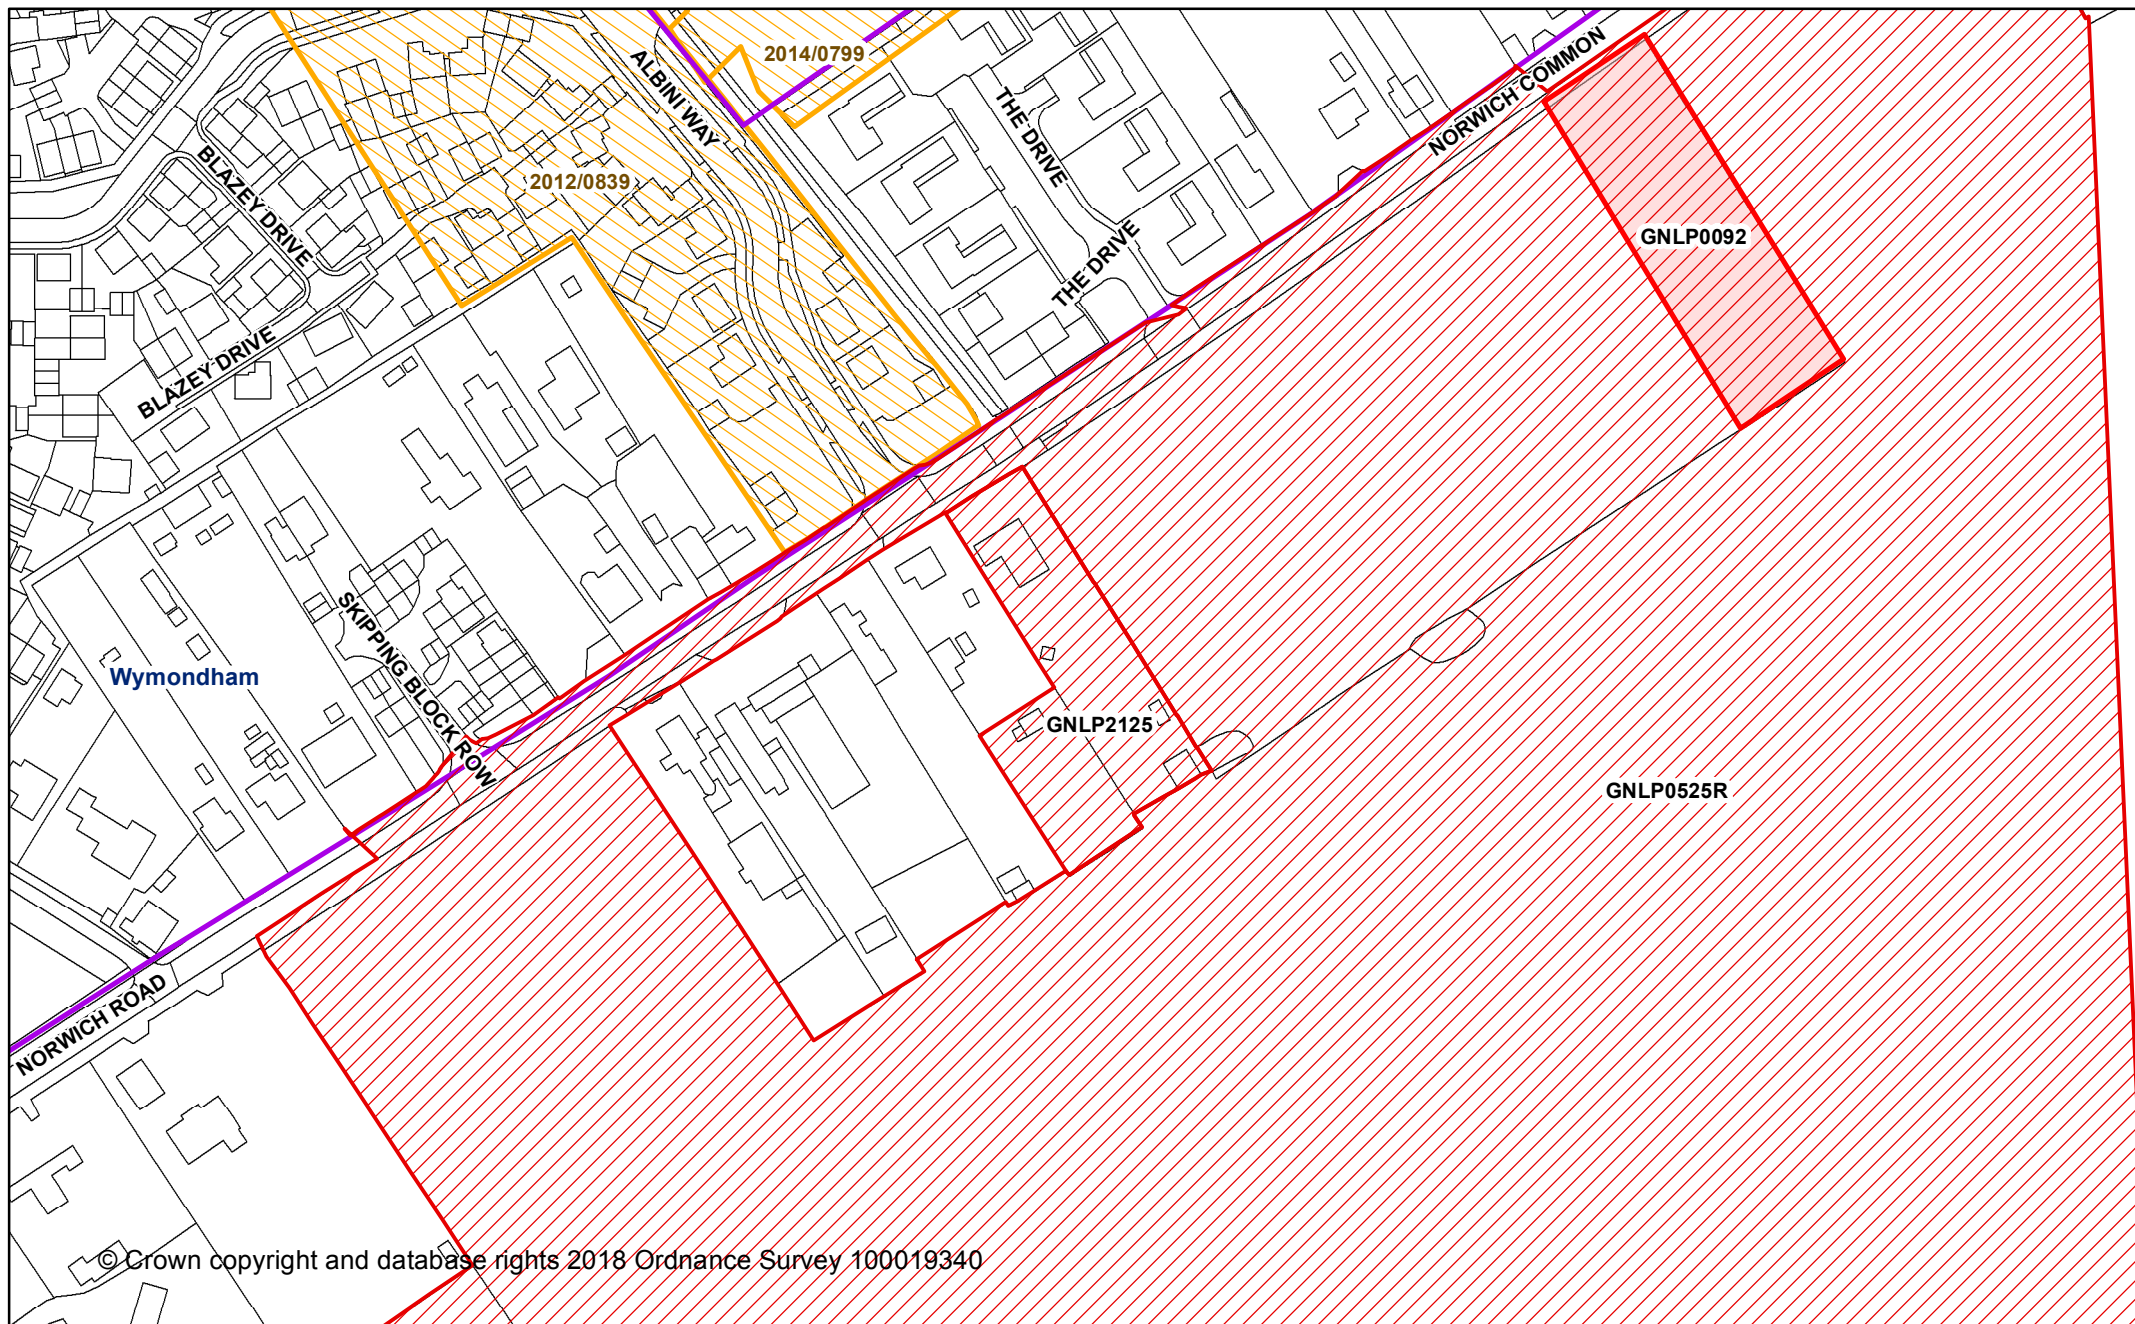 2014/0799
ALBINI WAY
NORWICH COMMON
THE DRIVE
BLAZEY DRIVE
2012/0839
GNLP0092
THE DRIVE
BLAZEY DRIVE
SKIPPING BLOCK ROW
Wymondham
GNLP2125
GNLP0525R
NORWICH ROAD
© Crown copyright and database rights 2018 Ordnance Survey 100019340